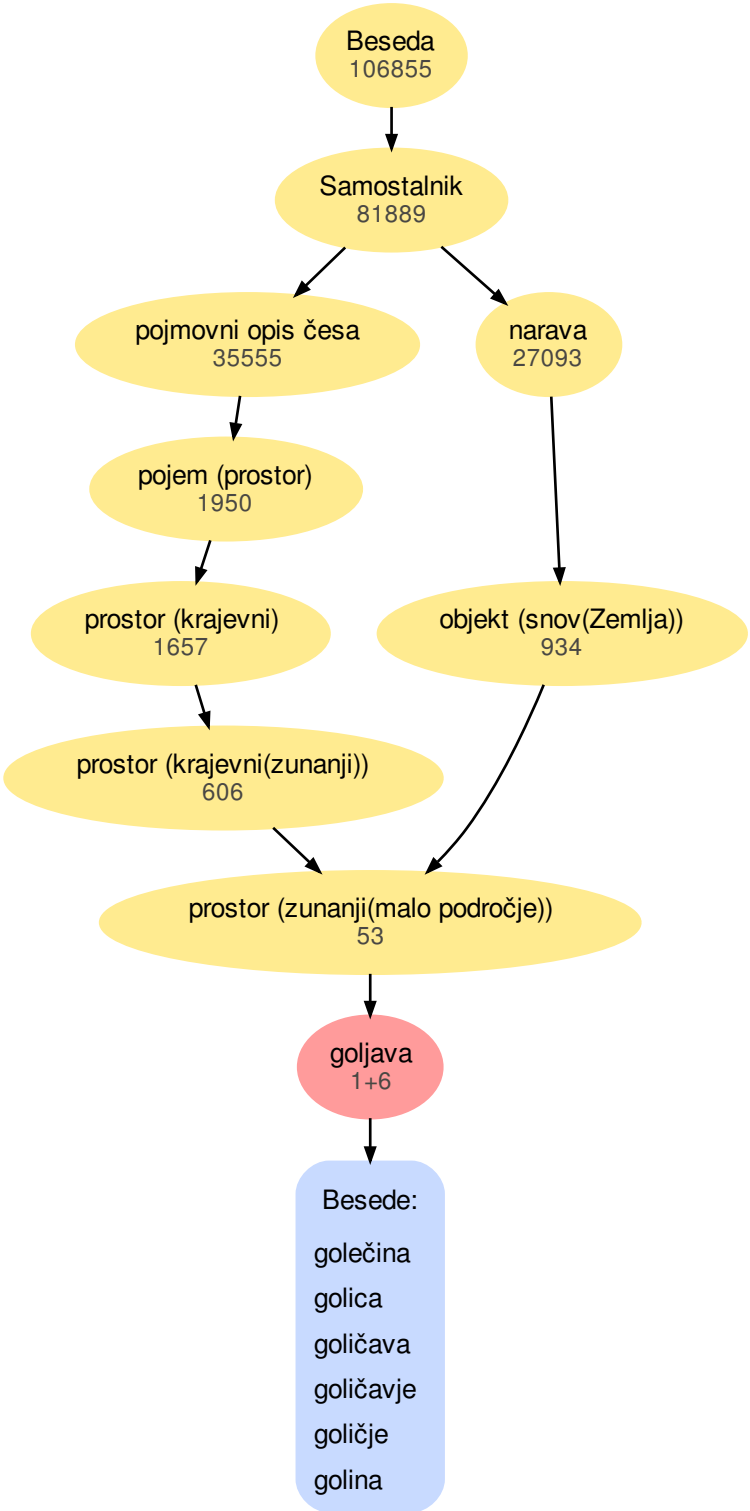 Beseda
106855
Samostalnik
81889
pojmovni opis česa
35555
narava
27093
pojem (prostor)
1950
prostor (krajevni)
1657
objekt (snov(Zemlja))
934
prostor (krajevni(zunanji))
606
prostor (zunanji(malo področje))
53
goljava
1+6
Besede:
golečina
golica
goličava
goličavje
goličje
golina